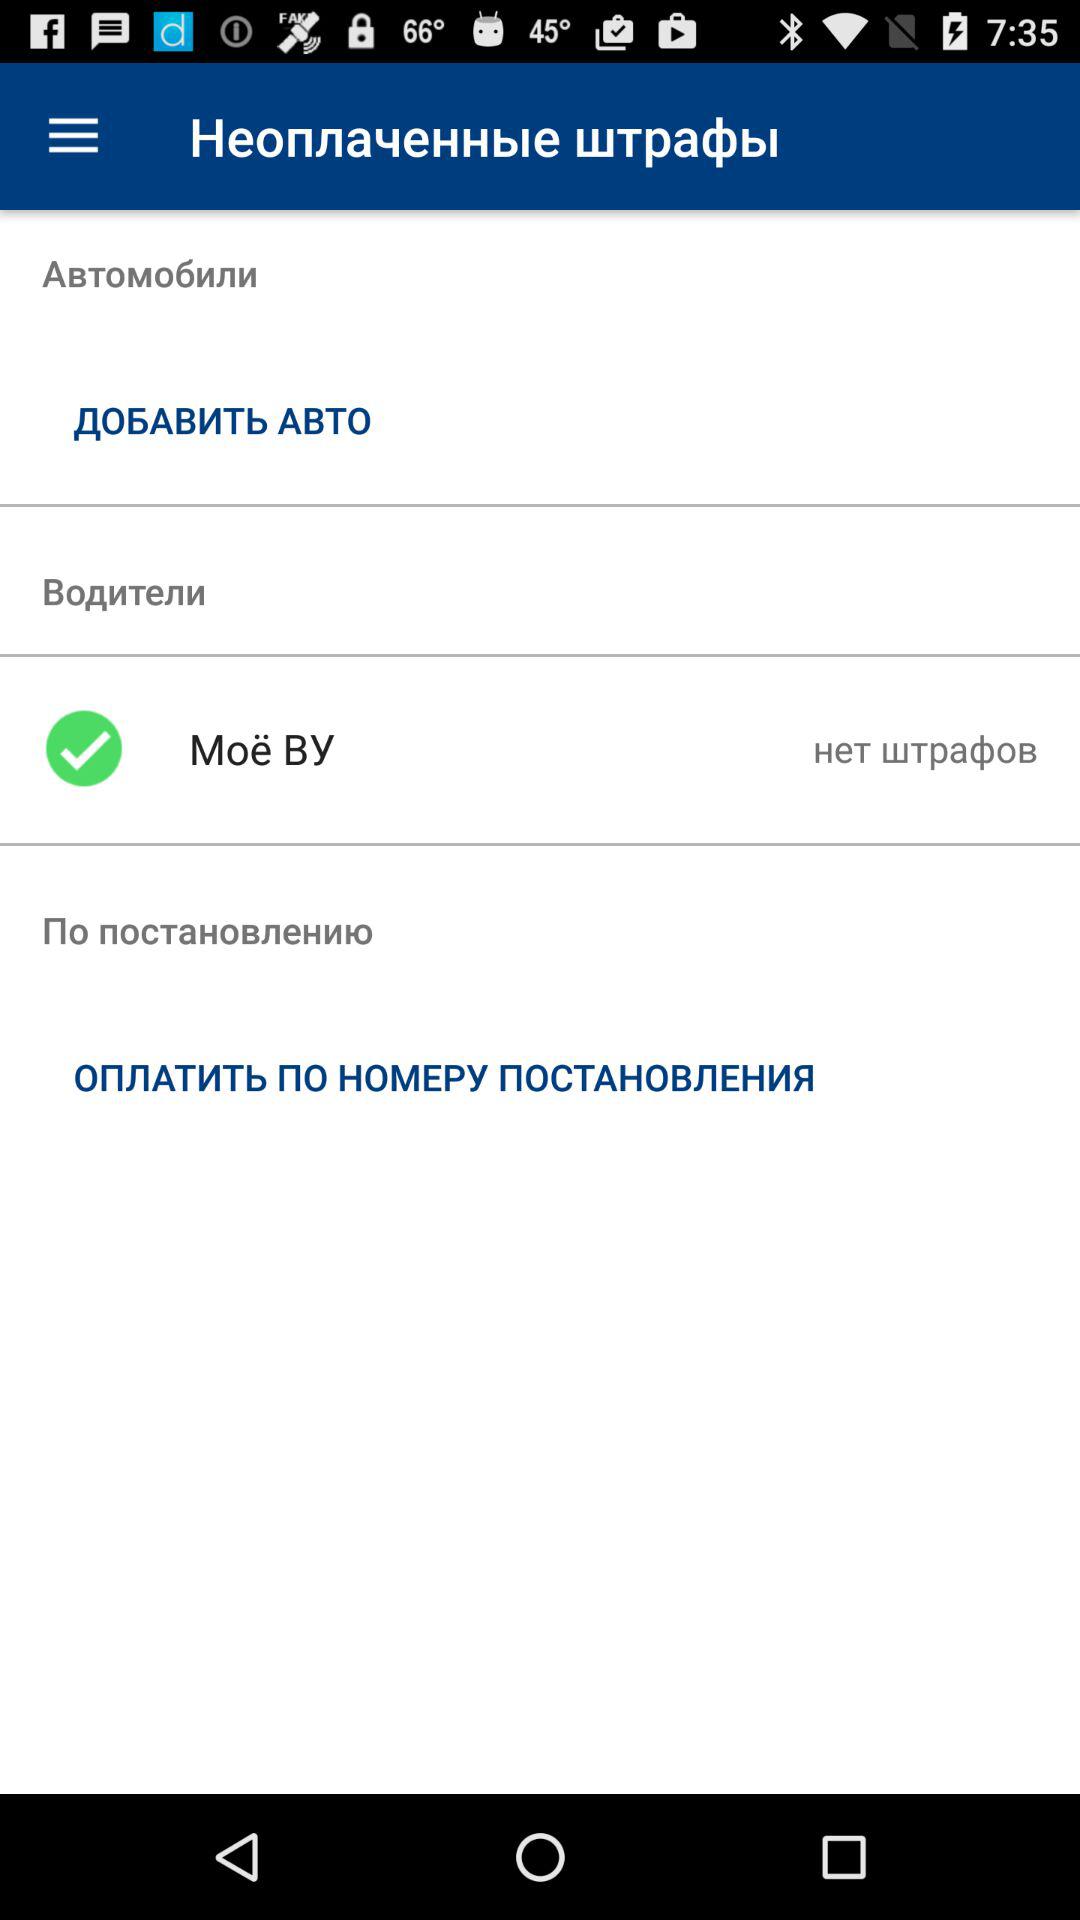 FAK
66° 45° 7:35
Неоплаченные штрафы
Автомобили
ДОБАВИТЬ АВТО
Водители
Моё ВУ нет штрафов
По постановлению
ОПЛАТИТЬ ПО НОМЕРУ ПОСТАНОВЛЕНИЯ